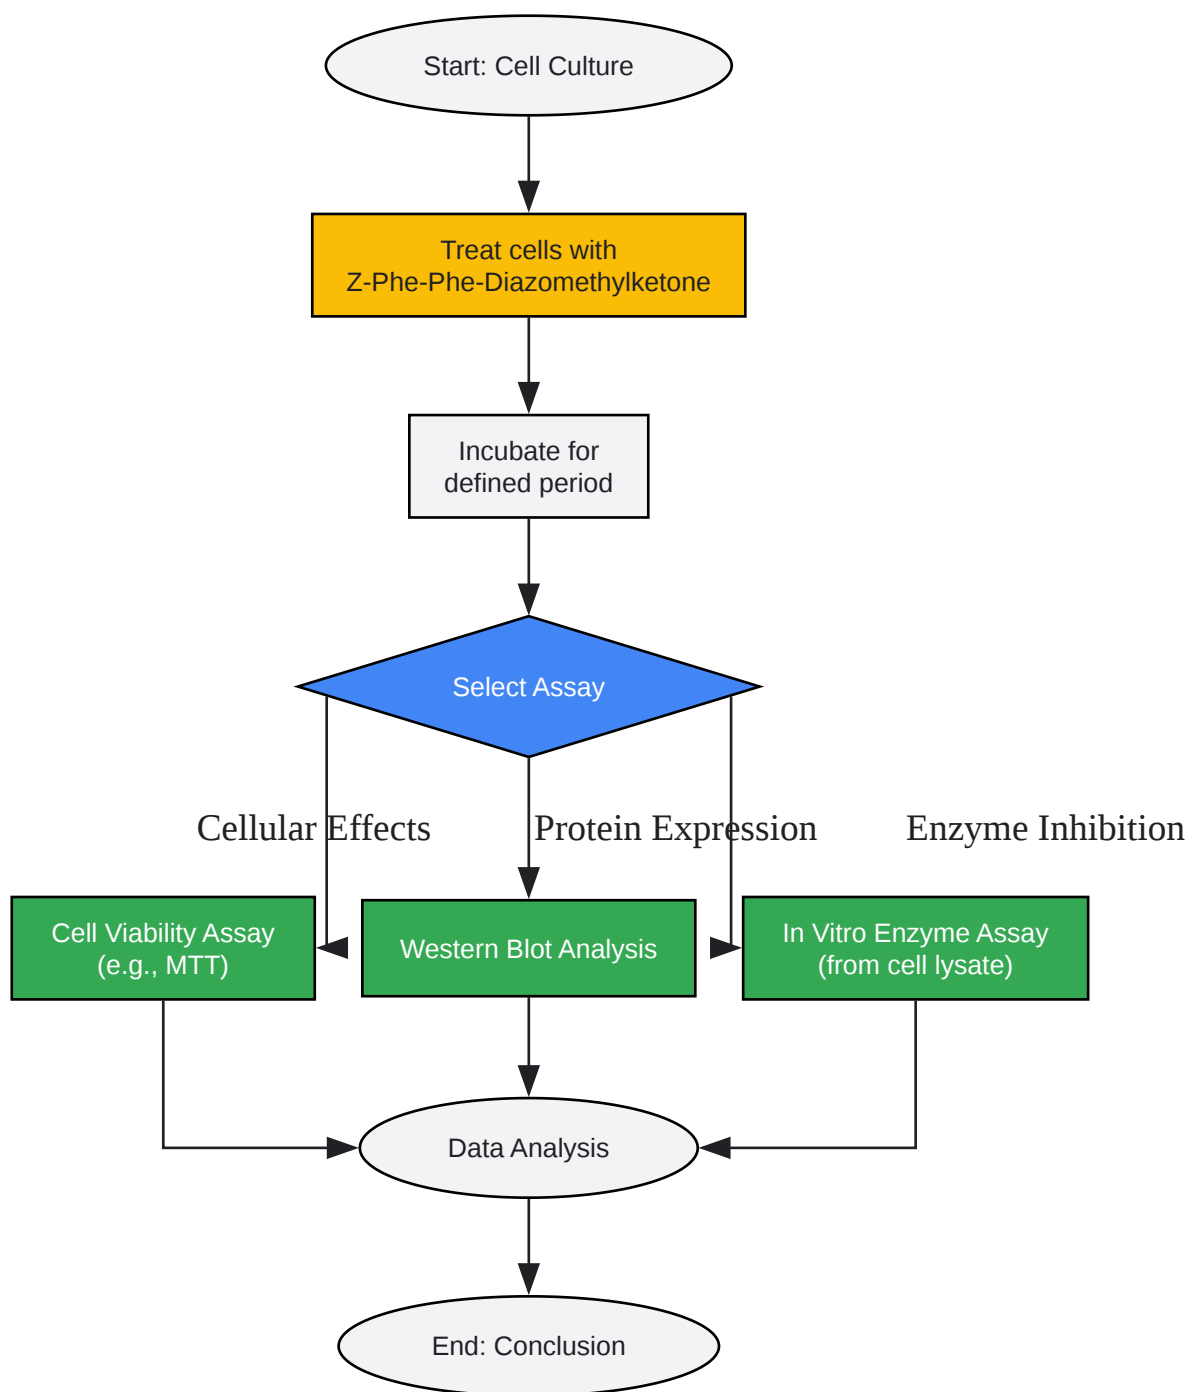 Start: Cell Culture
Treat cells with
Z-Phe-Phe-Diazomethylketone
Incubate for
defined period
Select Assay
Cellular Effects
Protein Expression
Enzyme Inhibition
Cell Viability Assay
(e.g., MTT)
Western Blot Analysis
In Vitro Enzyme Assay
(from cell lysate)
Data Analysis
End: Conclusion